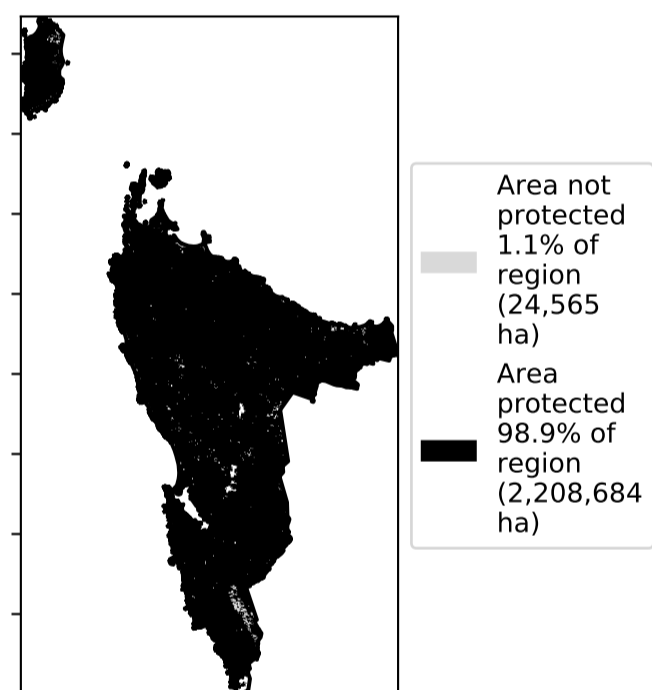 Area not
protected
1.1% of
region
(24,565
ha)
Area
protected
98.9% of
region
(2,208,684
ha)